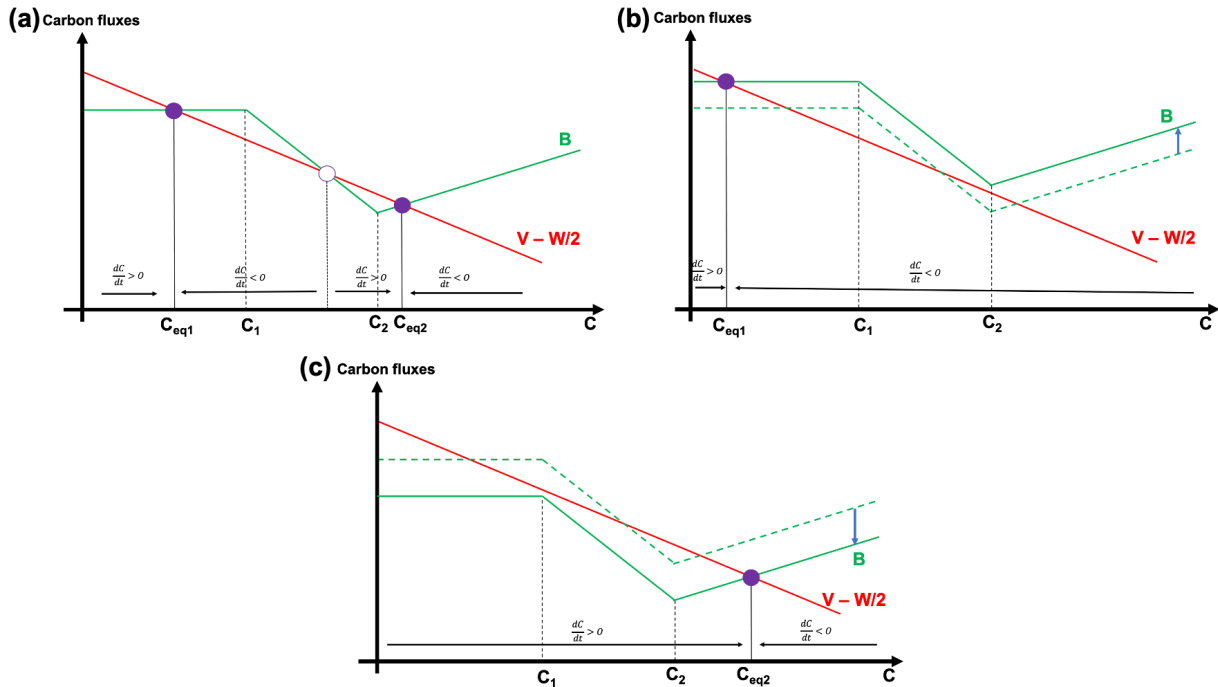 (a) Carbon fluxes
B
V – W/2
dC/dt > 0
dC/dt < 0
dC/dt > 0
dC/dt < 0
Ceq1
C1
C2
Ceq2
C
(b) Carbon fluxes
B
V – W/2
dC/dt > 0
dC/dt < 0
Ceq1
C1
C2
C
(c) Carbon fluxes
B
V – W/2
dC/dt > 0
dC/dt < 0
C1
C2
Ceq2
C